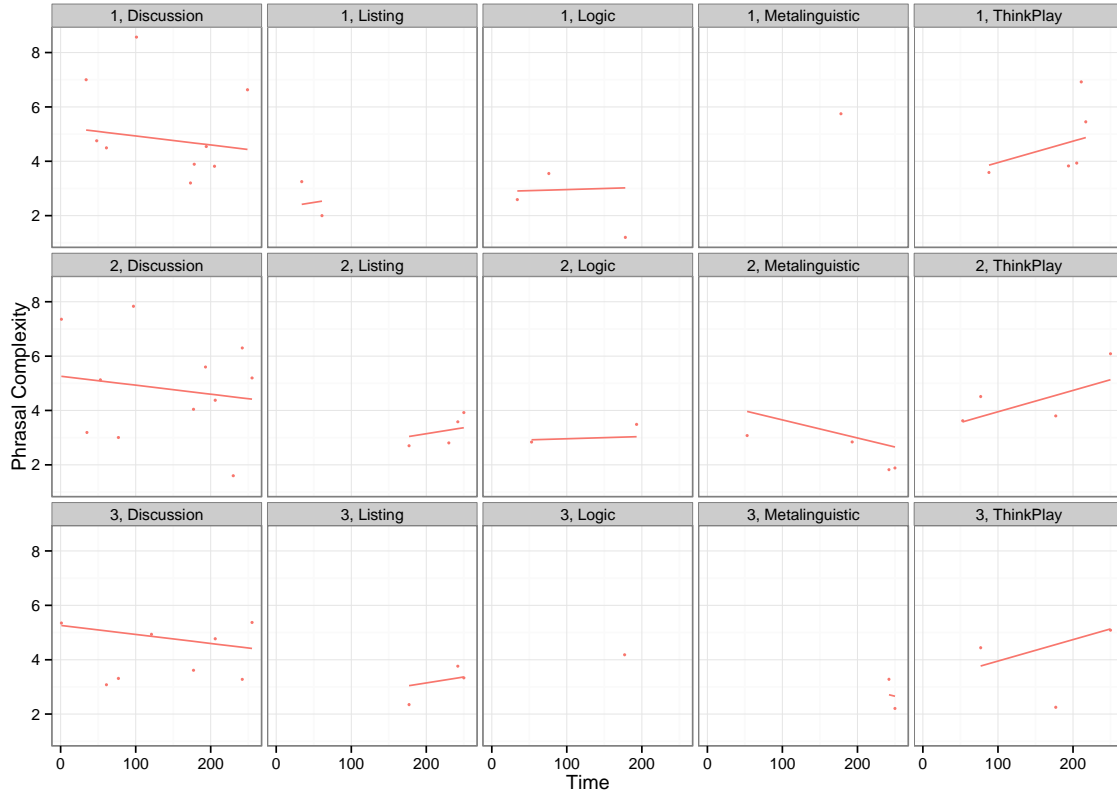 1, Discussion 1, Listing 1, Logic 1, Metalinguistic 1, ThinkPlay
8
6
4
2
2, Discussion 2, Listing 2, Logic 2, Metalinguistic 2, ThinkPlay
8
6
4
2
Phrasal Complexity
3, Discussion 3, Listing 3, Logic 3, Metalinguistic 3, ThinkPlay
8
6
4
2
0 100 200 0 100 200 0 100 200 0 100 200 0 100 200
Time